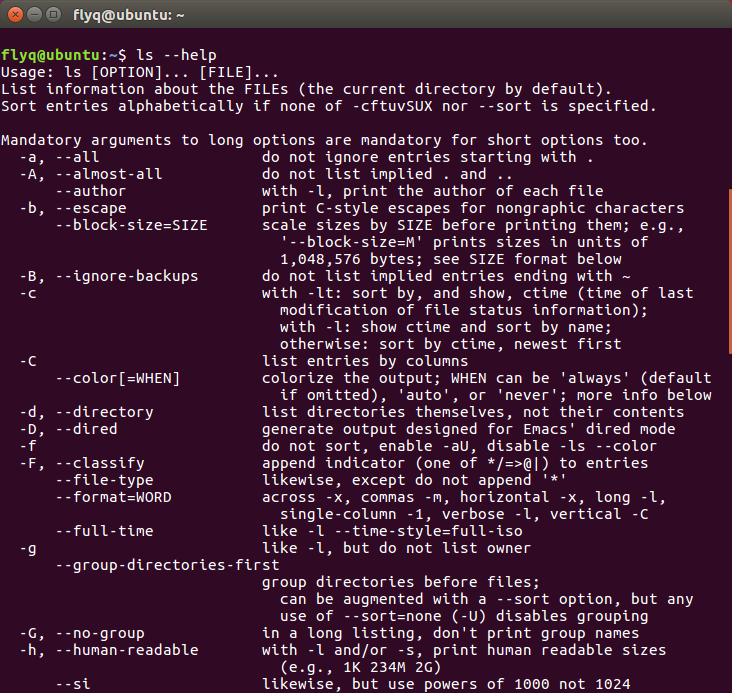 flyq@ubuntu: ~
flyq@ubuntu:~$ ls --help
Usage: ls [OPTION]... [FILE]...
List information about the FILEs (the current directory by default).
Sort entries alphabetically if none of -cftuvSUX nor --sort is specified.

Mandatory arguments to long options are mandatory for short options too.
  -a, --all                  do not ignore entries starting with .
  -A, --almost-all           do not list implied . and ..
      --author               with -l, print the author of each file
  -b, --escape               print C-style escapes for nongraphic characters
      --block-size=SIZE      scale sizes by SIZE before printing them; e.g.,
                               '--block-size=M' prints sizes in units of
                               1,048,576 bytes; see SIZE format below
  -B, --ignore-backups       do not list implied entries ending with ~
  -c                         with -lt: sort by, and show, ctime (time of last
                               modification of file status information);
                               with -l: show ctime and sort by name;
                               otherwise: sort by ctime, newest first
  -C                         list entries by columns
      --color[=WHEN]         colorize the output; WHEN can be 'always' (default
                               if omitted), 'auto', or 'never'; more info below
  -d, --directory            list directories themselves, not their contents
  -D, --dired                generate output designed for Emacs' dired mode
  -f                         do not sort, enable -aU, disable -ls --color
  -F, --classify             append indicator (one of */=>@|) to entries
      --file-type            likewise, except do not append '*'
      --format=WORD          across -x, commas -m, horizontal -x, long -l,
                               single-column -1, verbose -l, vertical -C
      --full-time            like -l --time-style=full-iso
  -g                         like -l, but do not list owner
      --group-directories-first
                             group directories before files;
                               can be augmented with a --sort option, but any
                               use of --sort=none (-U) disables grouping
  -G, --no-group             in a long listing, don't print group names
  -h, --human-readable       with -l and/or -s, print human readable sizes
                               (e.g., 1K 234M 2G)
      --si                   likewise, but use powers of 1000 not 1024